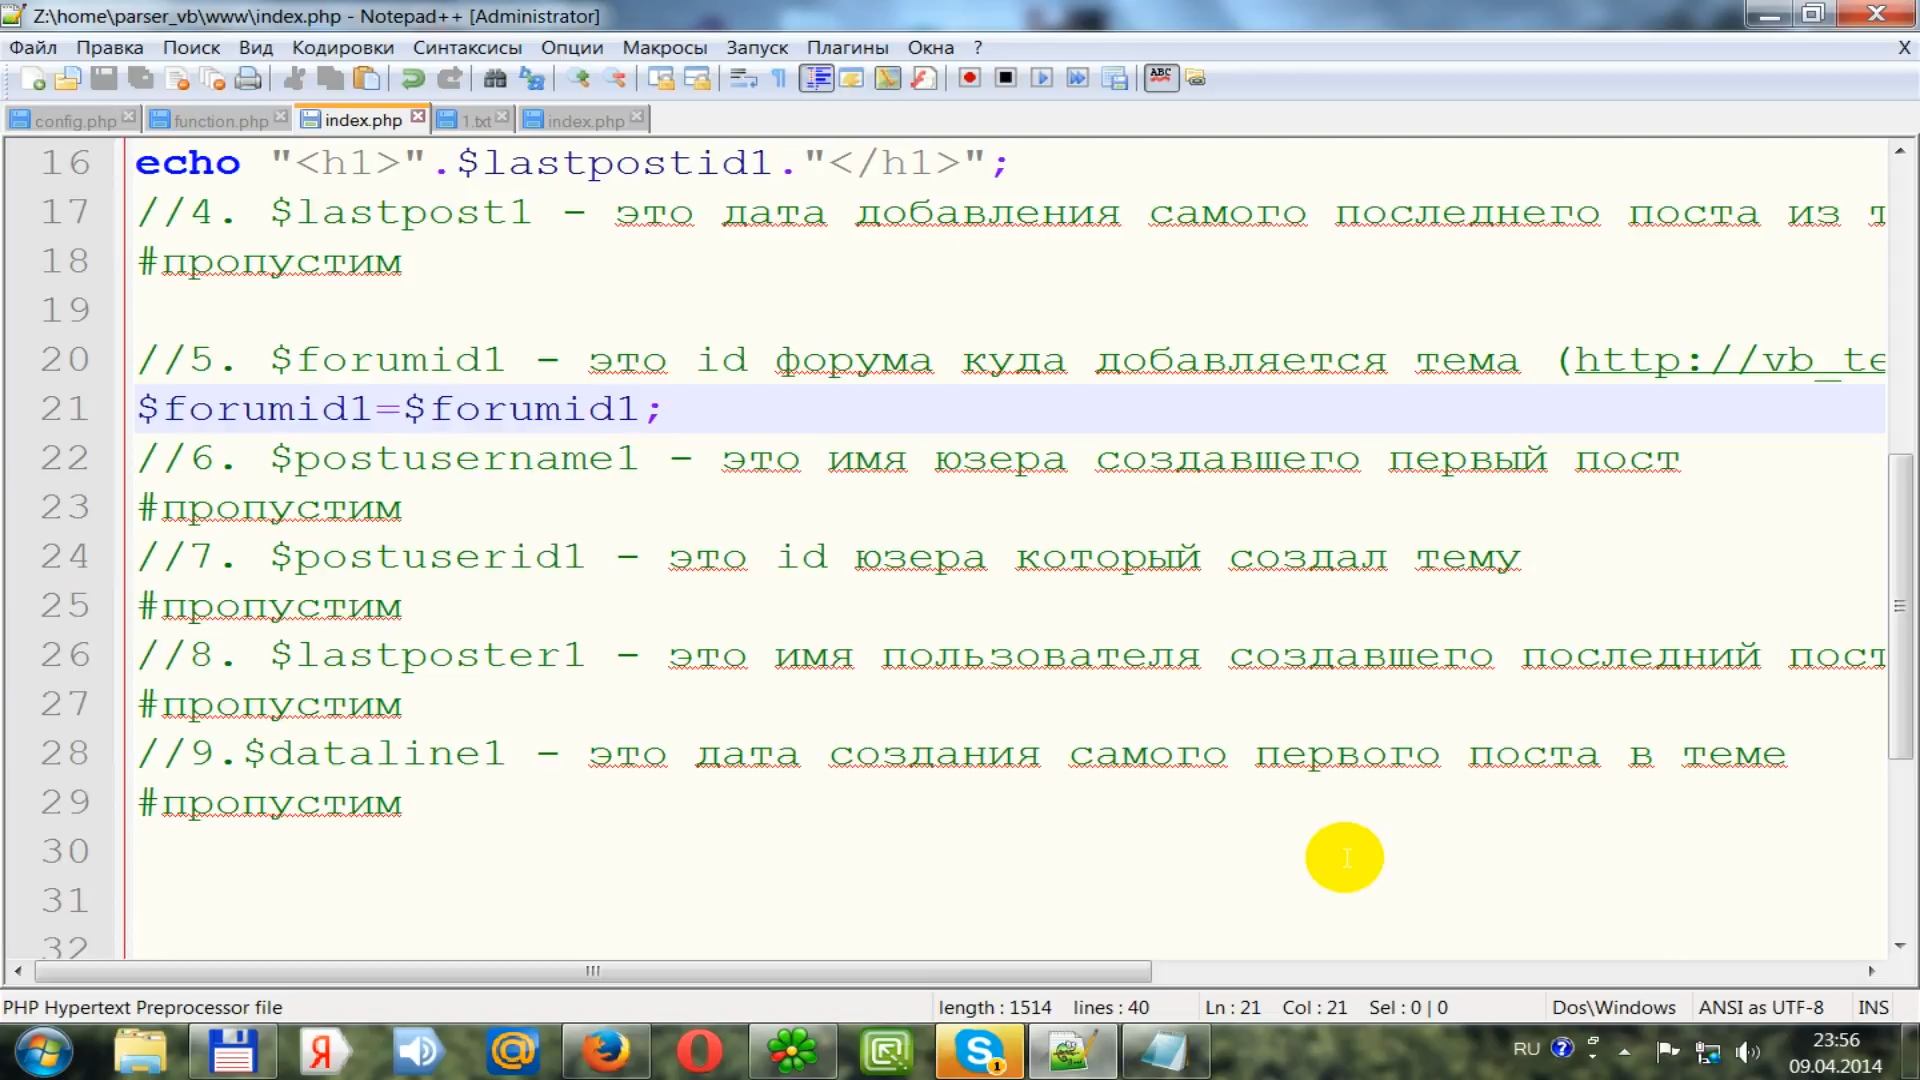 Z:\home\parser_vb\www\index.php - Notepad++ [Administrator]
Файл Правка Поиск Вид Кодировки Синтаксисы Опции Макросы Запуск Плагины Окна ? X
ABC
config.php function.php index.php 1.txt index.php
16 echo "<h1>".$lastpostid1."</h1>";
17 //4. $lastpost1 - это дата добавления самого последнего поста из т
18 #пропустим
19
20 //5. $forumid1 - это id форума куда добавляется тема (http://vb_te
21 $forumid1=$forumid1;
22 //6. $postusername1 - это имя юзера создавшего первый пост
23 #пропустим
24 //7. $postuserid1 - это id юзера который создал тему
25 #пропустим
26 //8. $lastposter1 - это имя пользователя создавшего последний пост
27 #пропустим
28 //9.$dataline1 - это дата создания самого первого поста в теме
29 #пропустим
30
31
32
PHP Hypertext Preprocessor file length : 1514 lines : 40 Ln : 21 Col : 21 Sel : 0 | 0 Dos\Windows ANSI as UTF-8 INS
RU 23:56
09.04.2014